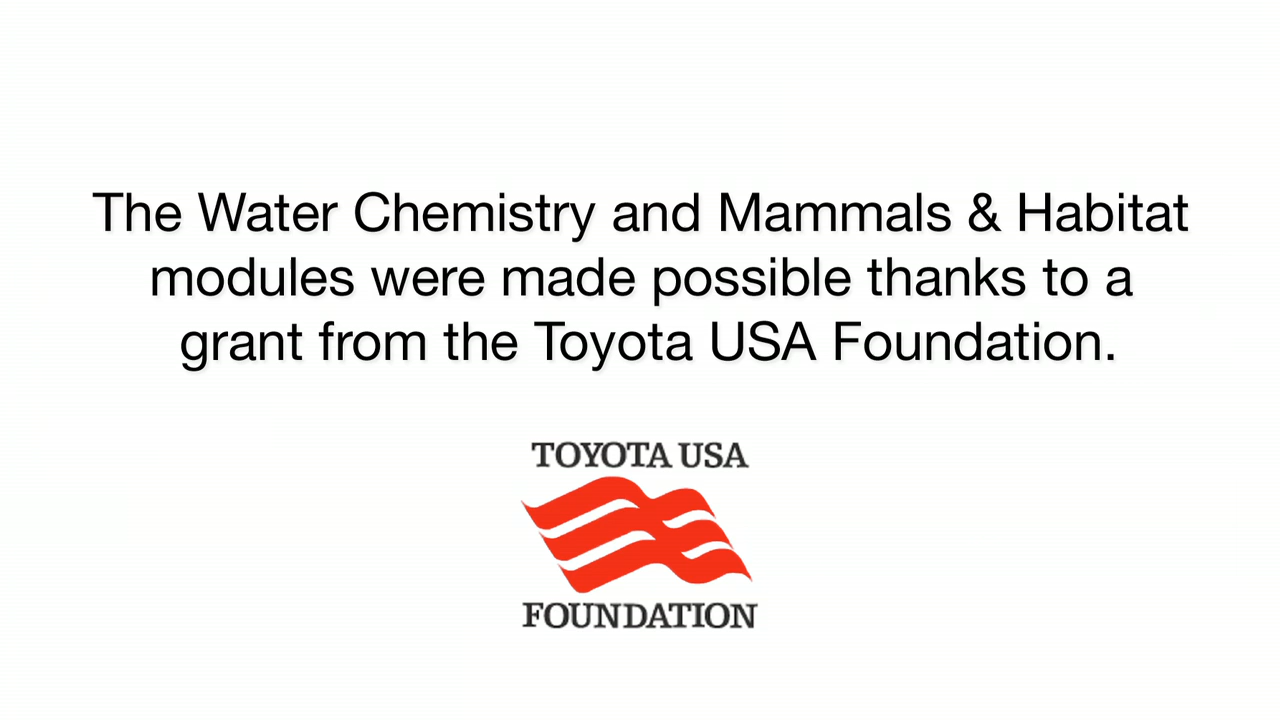 The Water Chemistry and Mammals & Habitat
modules were made possible thanks to a
grant from the Toyota USA Foundation.
TOYOTA USA
FOUNDATION